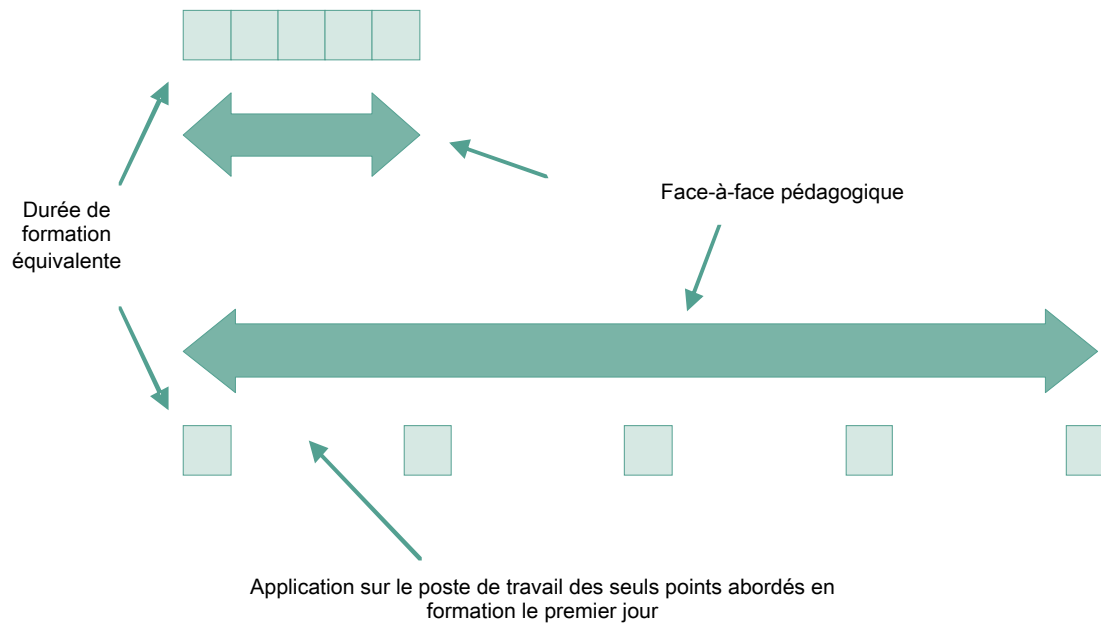 Face-à-face pédagogique
Durée de
formation
équivalente
Application sur le poste de travail des seuls points abordés en
formation le premier jour